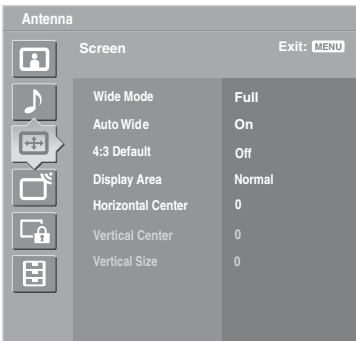 Antenna
Screen Exit: MENU
Wide Mode Full
Auto Wide On
4:3 Default Off
Display Area Normal
Horizontal Center 0
Vertical Center 0
Vertical Size 0